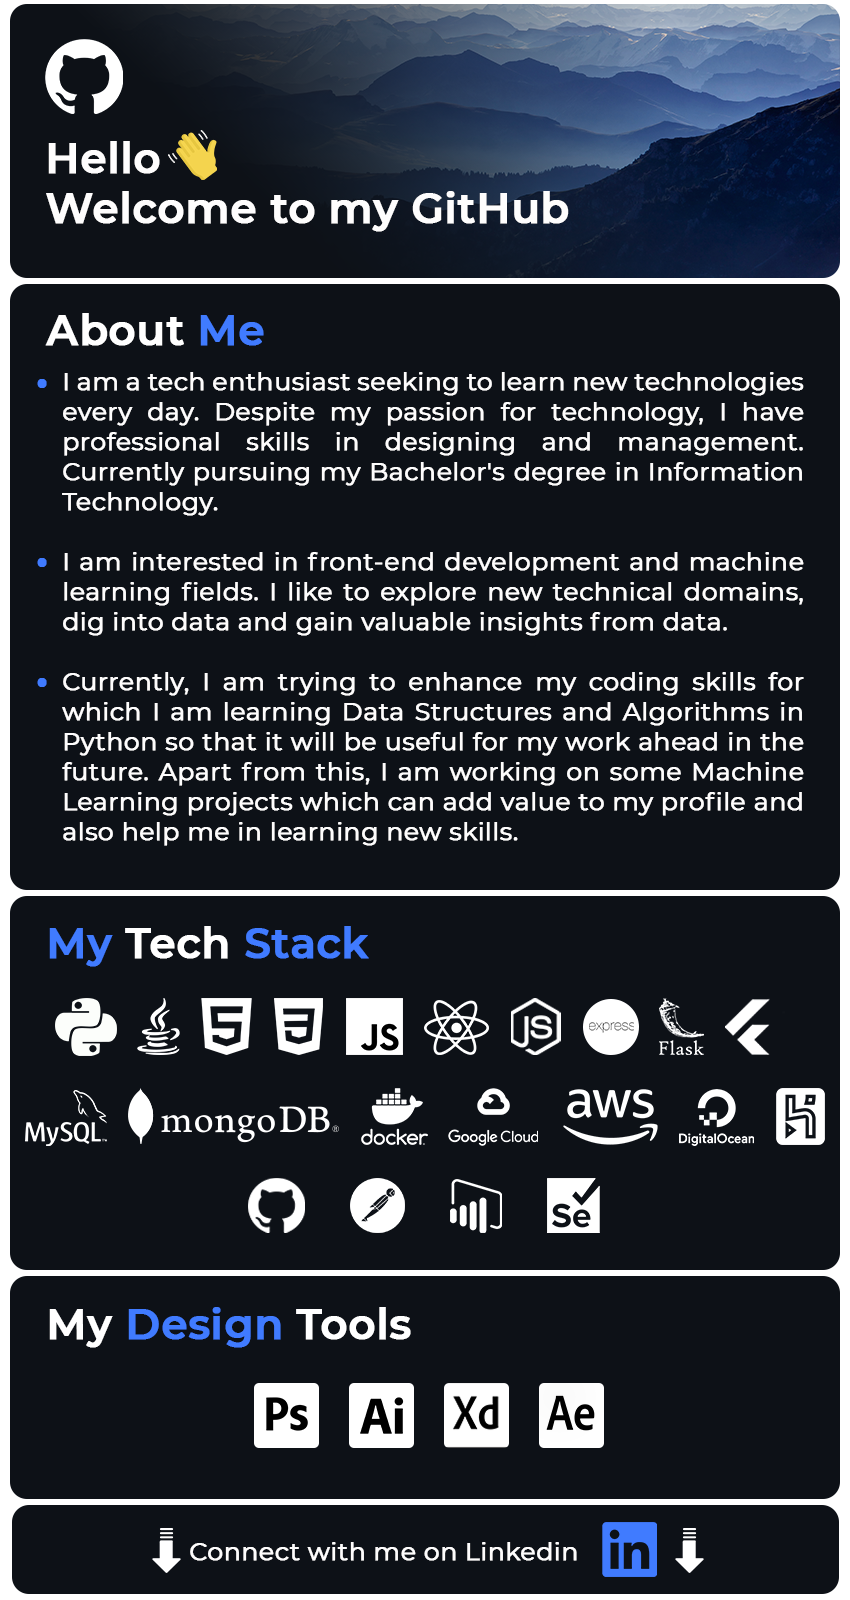 Hello
Welcome to my GitHub
About Me
I am a tech enthusiast seeking to learn new technologies
every day. Despite my passion for technology, I have
professional skills in designing and management.
Currently pursuing my Bachelor's degree in Information
Technology.
I am interested in front-end development and machine
learning fields. I like to explore new technical domains,
dig into data and gain valuable insights from data.
Currently, I am trying to enhance my coding skills for
which I am learning Data Structures and Algorithms in
Python so that it will be useful for my work ahead in the
future. Apart from this, I am working on some Machine
Learning projects which can add value to my profile and
also help me in learning new skills.
My Tech Stack
5 3 JS JS express Flask
MySQL™ mongoDB® docker Google Cloud aws DigitalOcean
Se
My Design Tools
Ps Ai Xd Ae
Connect with me on Linkedin in